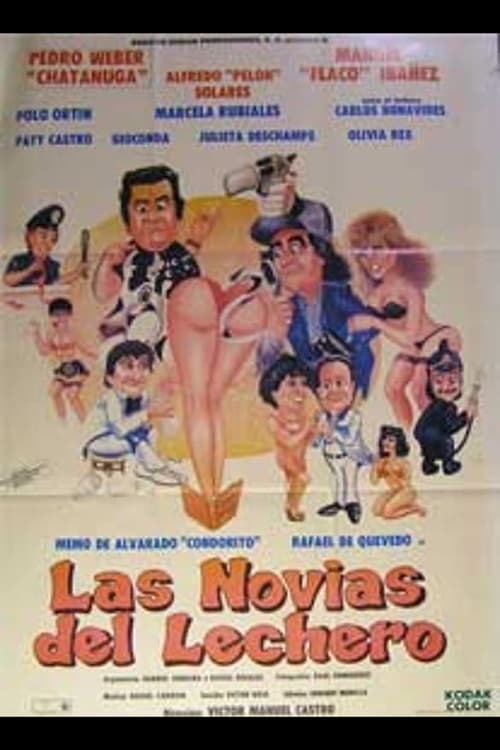 PEDRO WEBER
"CHATANUGA"
ALFREDO "PELÓN"
SOLARES
"FLACO" IBAÑEZ
POLO ORTIN
MARCELA RUBIALES
CARLOS BONAVIDES
PATY CASTRO
GIOCONDA
JULIETA DESCHAMPS
OLIVIA REX
MEMO DE ALVARADO "CONDORITO"
RAFAEL DE QUEVEDO
LAS NOVIAS
DEL LECHERO
VICTOR MANUEL CASTRO
KODAK
COLOR